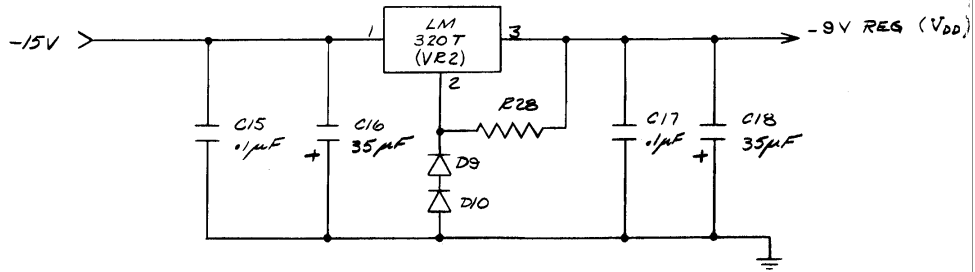 -15V
1
LM
320T
(VR2)
3
-9V REG (VDD)
2
R28
C15
.1µF
C16
+ 35µF
C17
.1µF
C18
+ 35µF
D9
D10